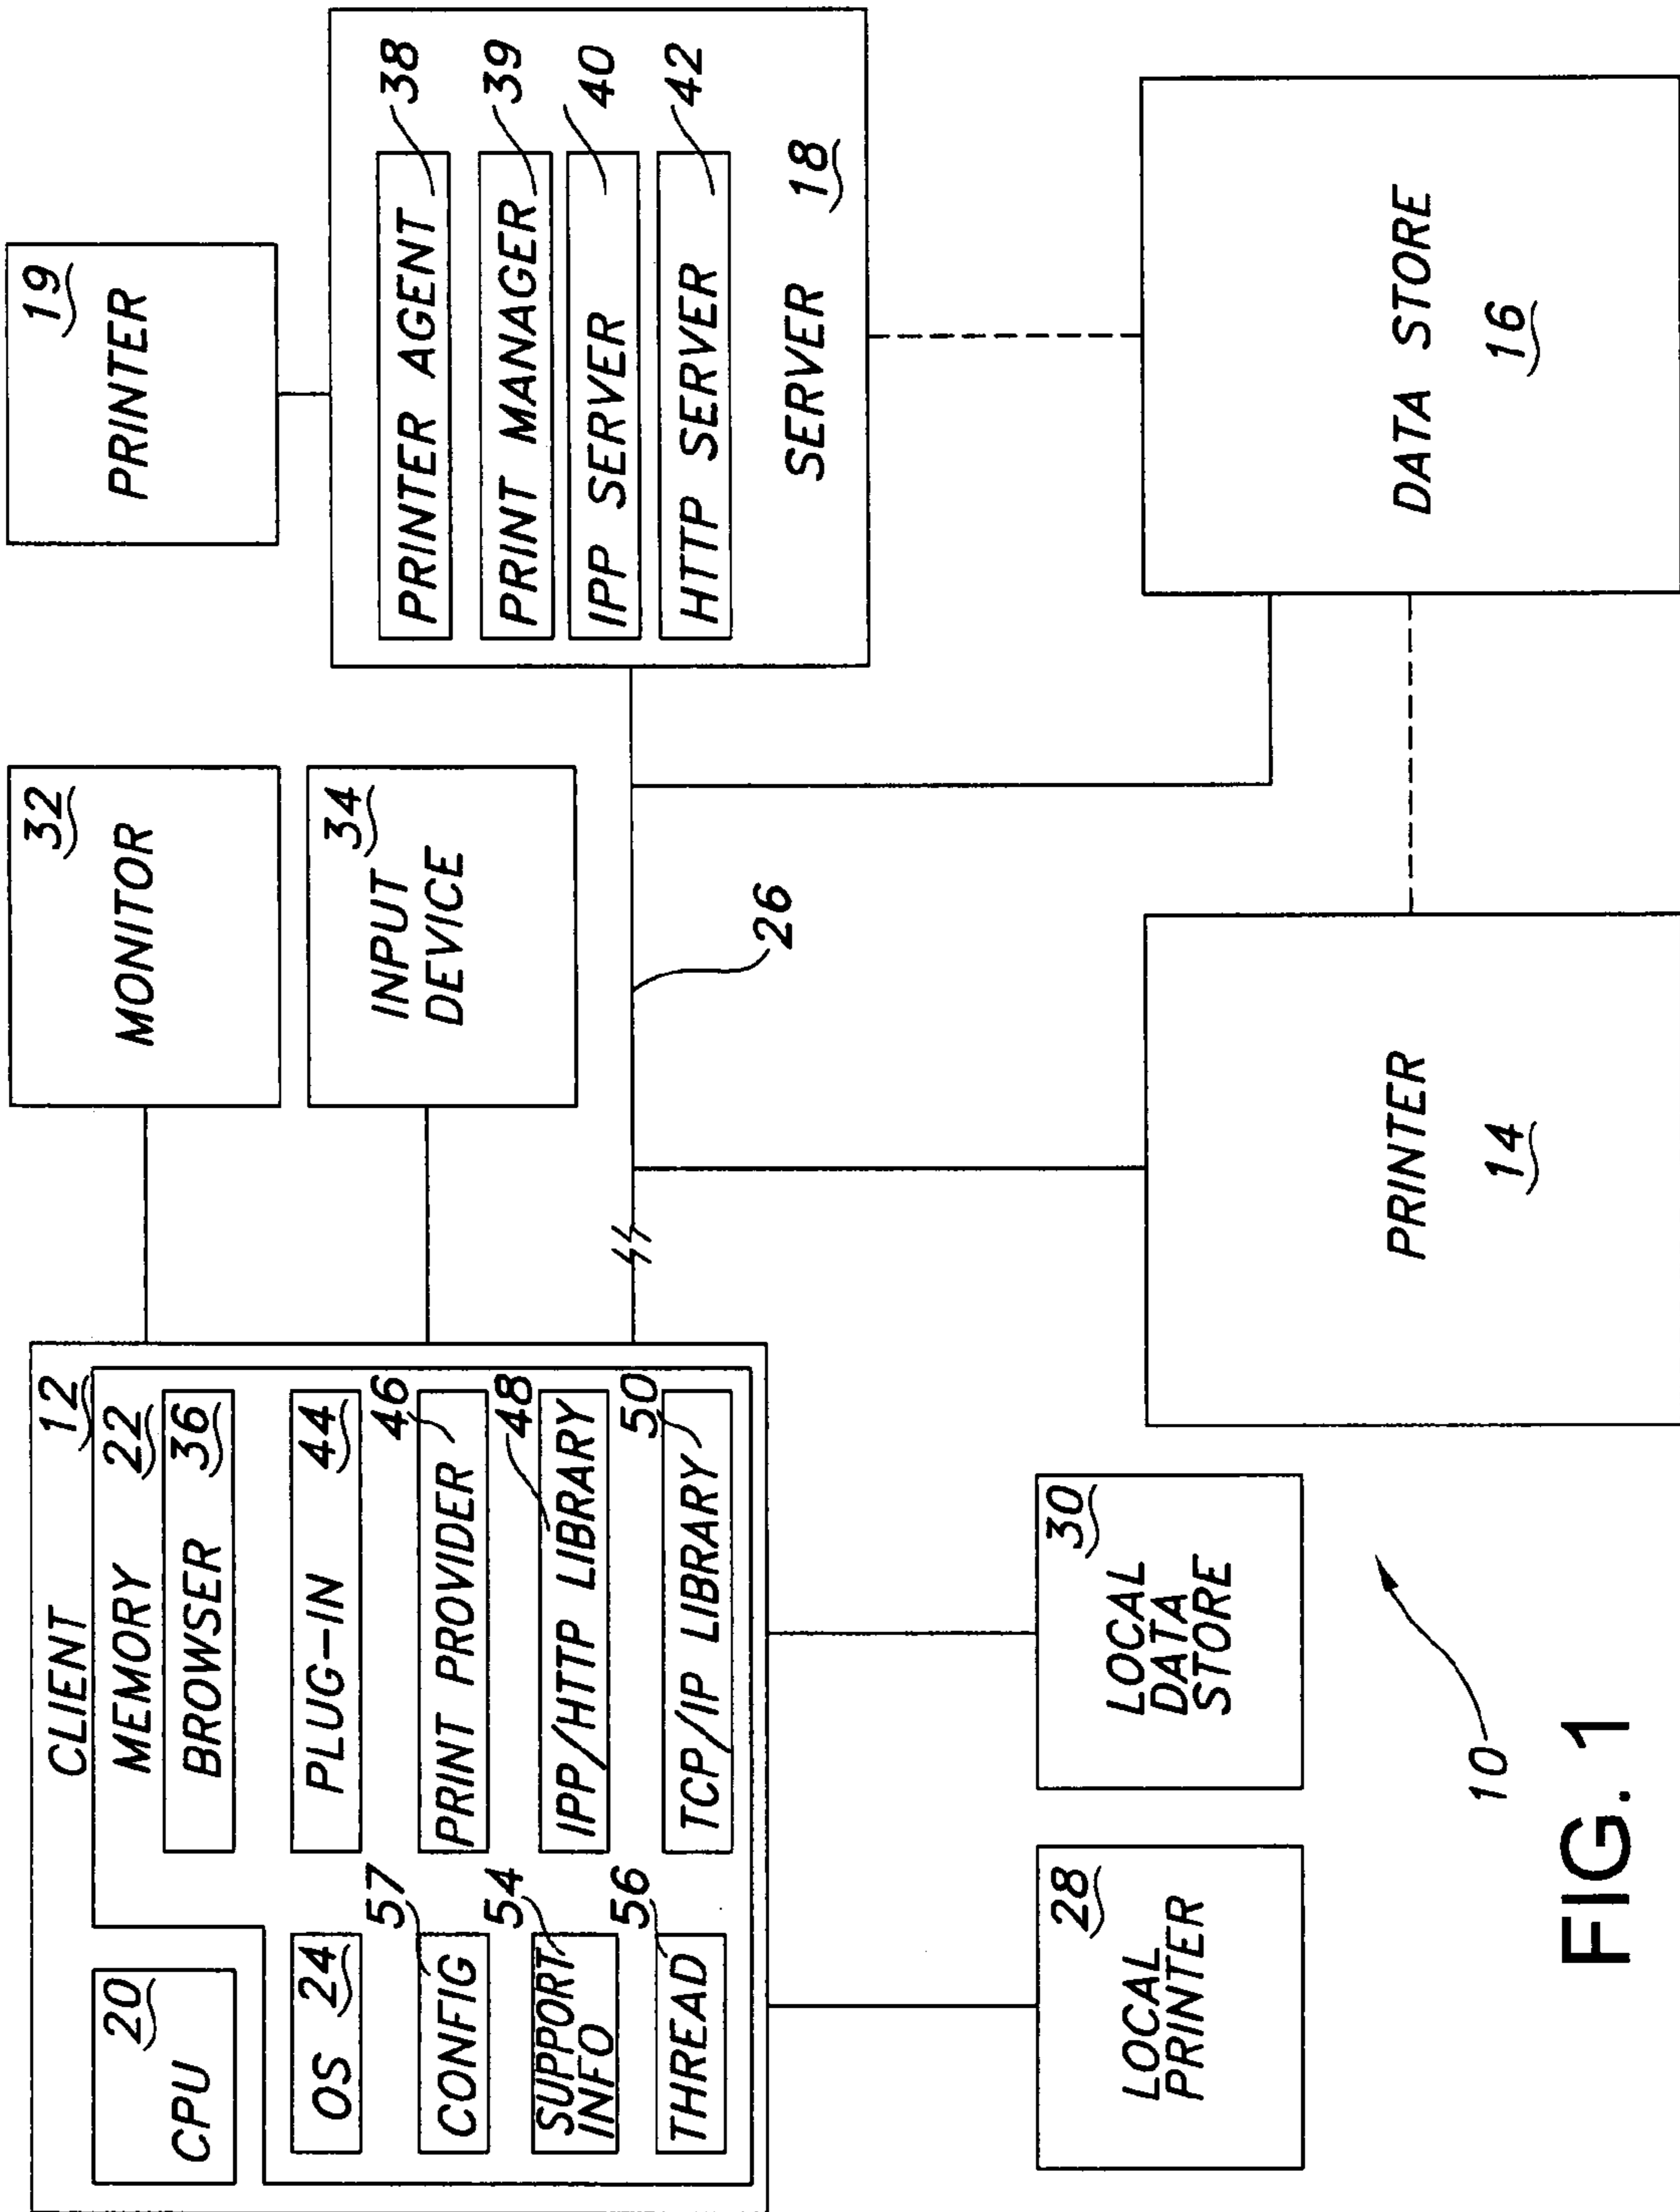 CLIENT 12
CPU 20
MEMORY 22
BROWSER 36
OS 24
PLUG-IN 44
CONFIG 57
PRINT PROVIDER 46
SUPPORT
INFO 54
IPP/HTTP LIBRARY 48
THREAD 56
TCP/IP LIBRARY 50
MONITOR 32
INPUT
DEVICE 34
26
PRINTER 19
PRINTER AGENT 38
PRINT MANAGER 39
IPP SERVER 40
HTTP SERVER 42
SERVER 18
LOCAL
PRINTER 28
LOCAL
DATA
STORE 30
PRINTER
14
DATA STORE
16
10
FIG. 1